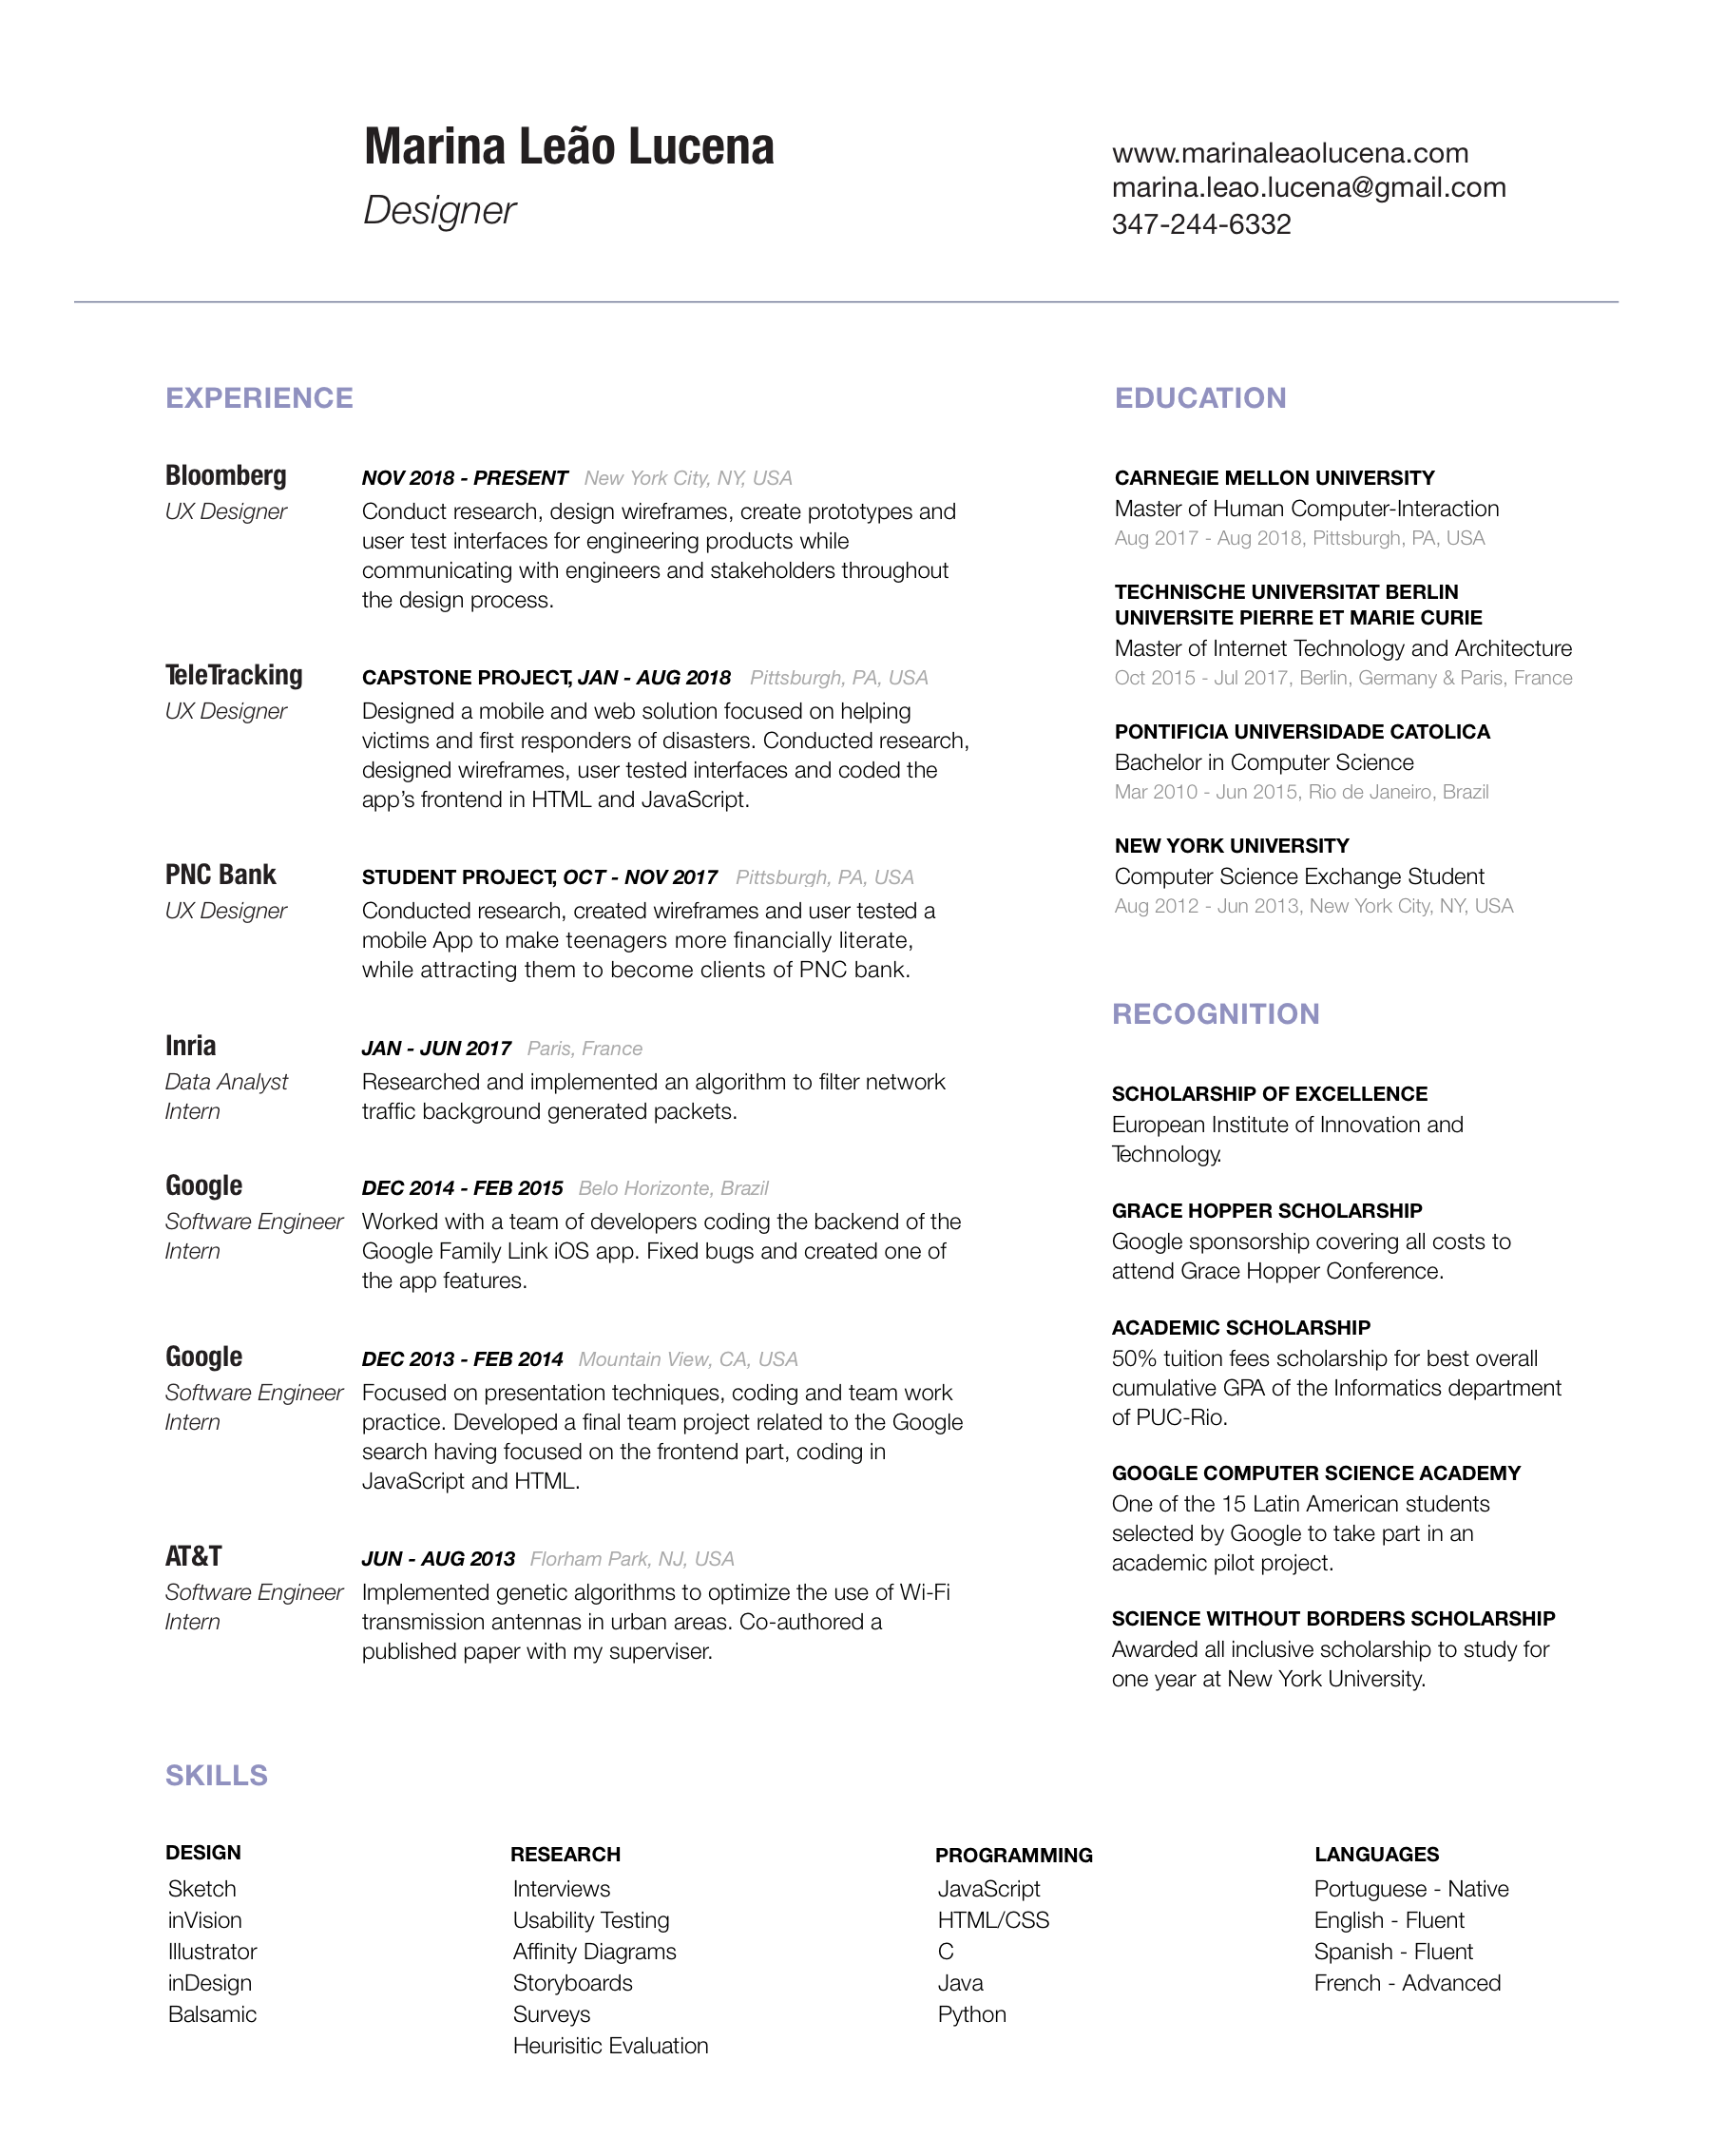 Marina Leão Lucena
Designer
www.marinaleaolucena.com
marina.leao.lucena@gmail.com
347-244-6332
EXPERIENCE
Bloomberg
UX Designer
NOV 2018 - PRESENT New York City, NY, USA
Conduct research, design wireframes, create prototypes and
user test interfaces for engineering products while
communicating with engineers and stakeholders throughout
the design process.
TeleTracking
UX Designer
CAPSTONE PROJECT, JAN - AUG 2018 Pittsburgh, PA, USA
Designed a mobile and web solution focused on helping
victims and first responders of disasters. Conducted research,
designed wireframes, user tested interfaces and coded the
app’s frontend in HTML and JavaScript.
PNC Bank
UX Designer
STUDENT PROJECT, OCT - NOV 2017 Pittsburgh, PA, USA
Conducted research, created wireframes and user tested a
mobile App to make teenagers more financially literate,
while attracting them to become clients of PNC bank.
Inria
Data Analyst
Intern
JAN - JUN 2017 Paris, France
Researched and implemented an algorithm to filter network
traffic background generated packets.
Google
Software Engineer
Intern
DEC 2014 - FEB 2015 Belo Horizonte, Brazil
Worked with a team of developers coding the backend of the
Google Family Link iOS app. Fixed bugs and created one of
the app features.
Google
Software Engineer
Intern
DEC 2013 - FEB 2014 Mountain View, CA, USA
Focused on presentation techniques, coding and team work
practice. Developed a final team project related to the Google
search having focused on the frontend part, coding in
JavaScript and HTML.
AT&T
Software Engineer
Intern
JUN - AUG 2013 Florham Park, NJ, USA
Implemented genetic algorithms to optimize the use of Wi-Fi
transmission antennas in urban areas. Co-authored a
published paper with my superviser.
EDUCATION
CARNEGIE MELLON UNIVERSITY
Master of Human Computer-Interaction
Aug 2017 - Aug 2018, Pittsburgh, PA, USA
TECHNISCHE UNIVERSITAT BERLIN
UNIVERSITE PIERRE ET MARIE CURIE
Master of Internet Technology and Architecture
Oct 2015 - Jul 2017, Berlin, Germany & Paris, France
PONTIFICIA UNIVERSIDADE CATOLICA
Bachelor in Computer Science
Mar 2010 - Jun 2015, Rio de Janeiro, Brazil
NEW YORK UNIVERSITY
Computer Science Exchange Student
Aug 2012 - Jun 2013, New York City, NY, USA
RECOGNITION
SCHOLARSHIP OF EXCELLENCE
European Institute of Innovation and
Technology.
GRACE HOPPER SCHOLARSHIP
Google sponsorship covering all costs to
attend Grace Hopper Conference.
ACADEMIC SCHOLARSHIP
50% tuition fees scholarship for best overall
cumulative GPA of the Informatics department
of PUC-Rio.
GOOGLE COMPUTER SCIENCE ACADEMY
One of the 15 Latin American students
selected by Google to take part in an
academic pilot project.
SCIENCE WITHOUT BORDERS SCHOLARSHIP
Awarded all inclusive scholarship to study for
one year at New York University.
SKILLS
DESIGN
Sketch
inVision
Illustrator
inDesign
Balsamic
RESEARCH
Interviews
Usability Testing
Affinity Diagrams
Storyboards
Surveys
Heurisitic Evaluation
PROGRAMMING
JavaScript
HTML/CSS
C
Java
Python
LANGUAGES
Portuguese - Native
English - Fluent
Spanish - Fluent
French - Advanced